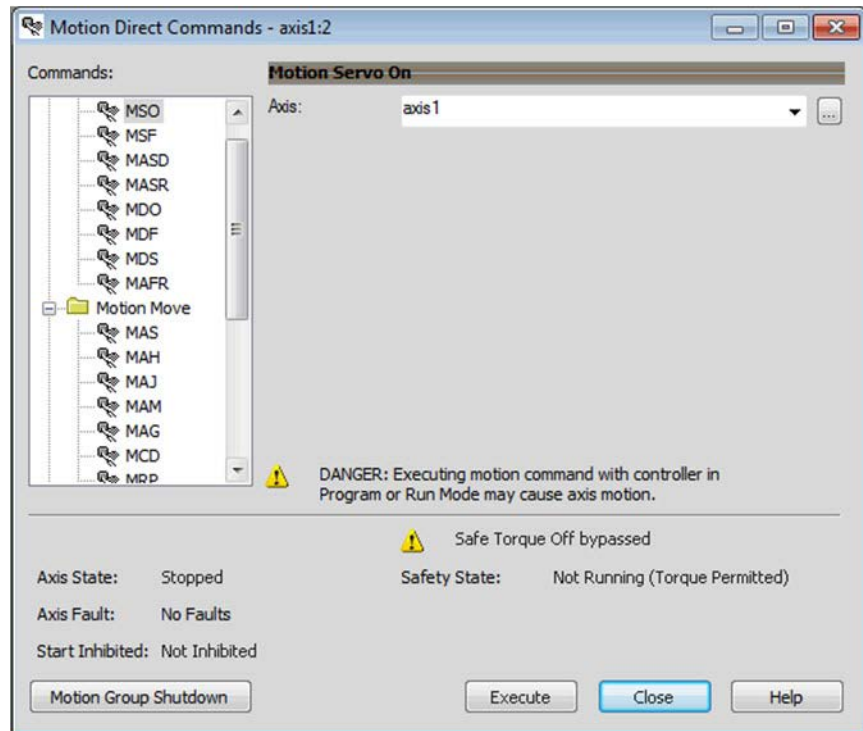 Motion Direct Commands - axis1:2
Commands:
Motion Servo On
MSO
Axis:
axis1
...
MSF
MASD
MASR
MDO
MDF
MDS
MAFR
Motion Move
MAS
MAH
MAJ
MAM
MAG
MCD
MRP
DANGER: Executing motion command with controller in
Program or Run Mode may cause axis motion.
Safe Torque Off bypassed
Axis State: Stopped
Safety State: Not Running (Torque Permitted)
Axis Fault: No Faults
Start Inhibited: Not Inhibited
Motion Group Shutdown
Execute
Close
Help